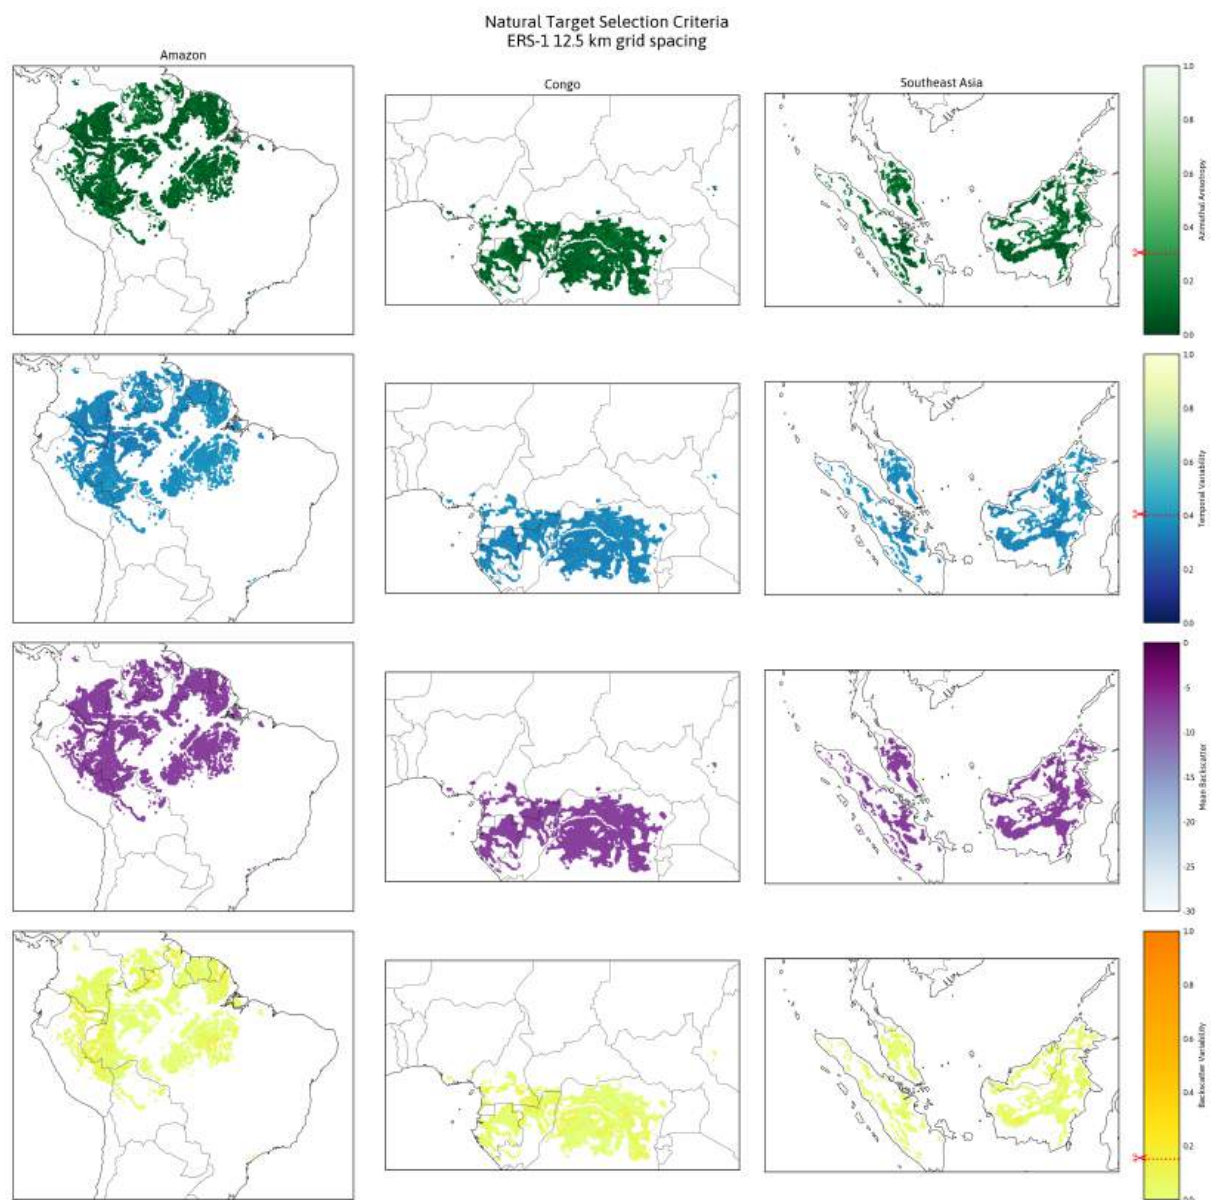 Natural Target Selection Criteria
ERS-1 12.5 km grid spacing
Amazon
Congo
Southeast Asia
1.0
0.8
0.6
0.4
0.2
0.0
Azimuthal Anisotropy
1.0
0.8
0.6
0.4
0.2
0.0
Temporal Variability
0
-5
-10
-15
-20
-25
-30
Mean Backscatter
1.0
0.8
0.6
0.4
0.2
0.0
Backscatter Variability